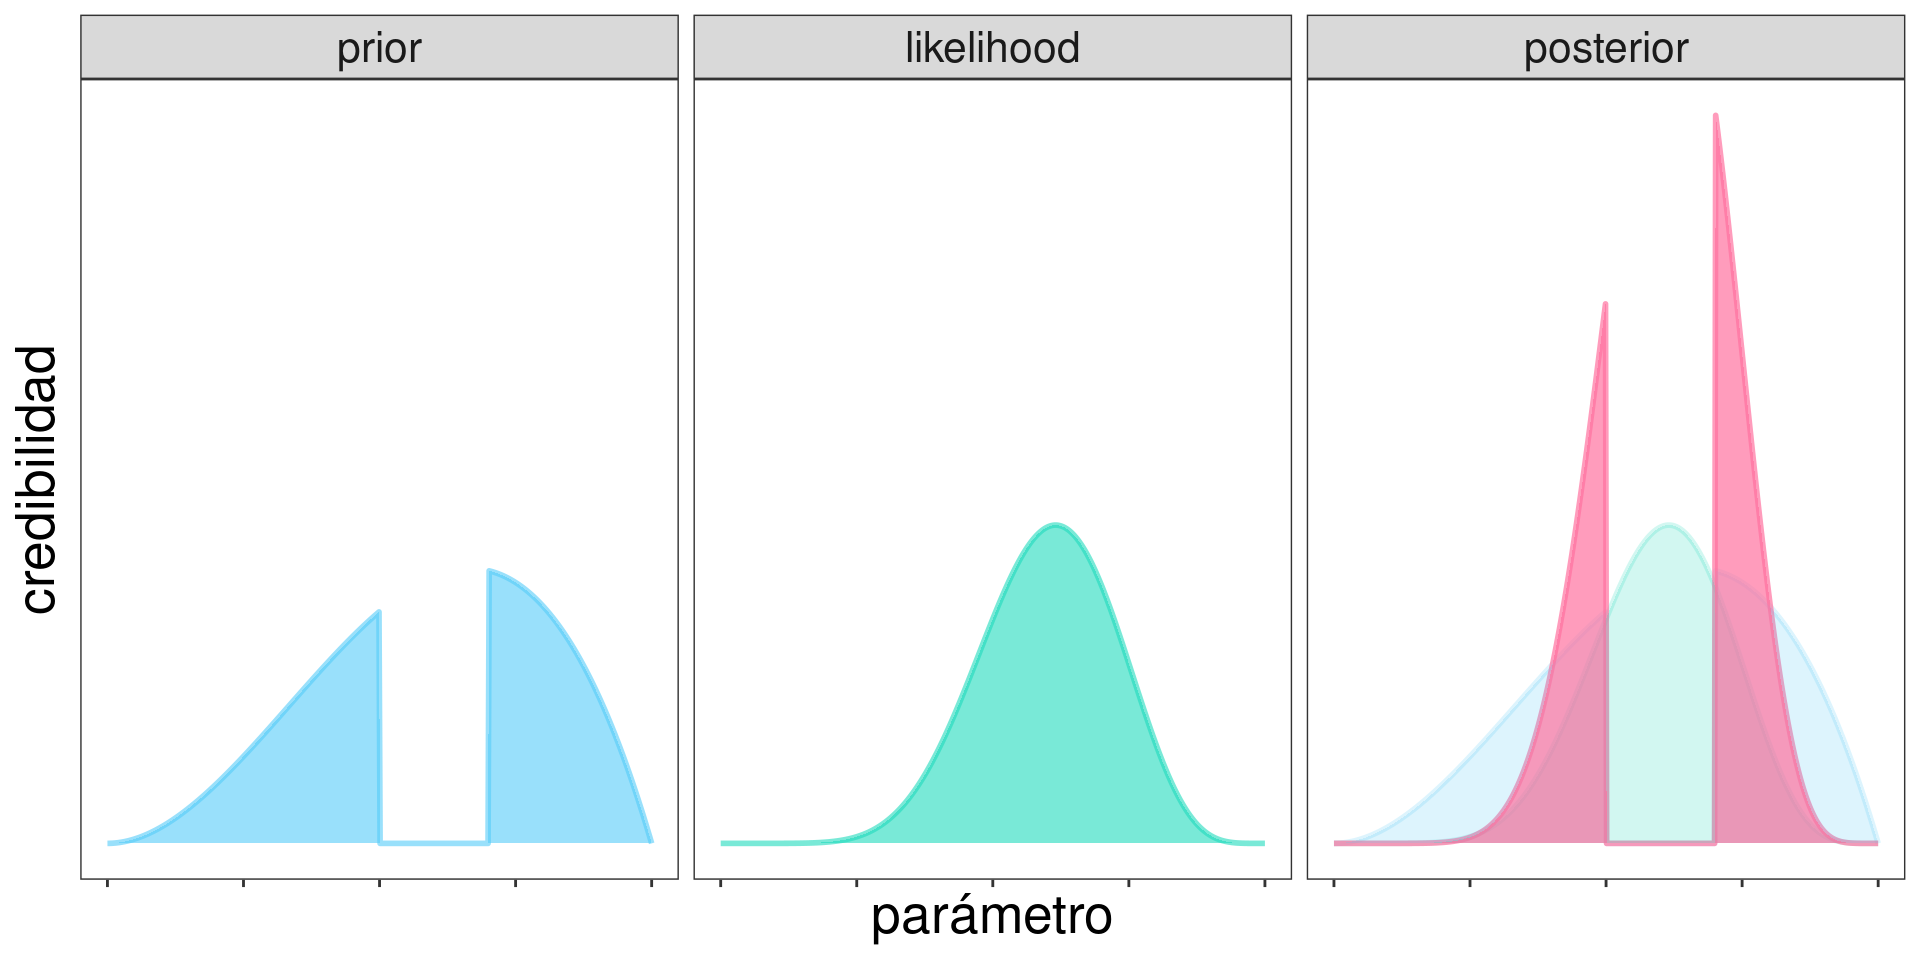 prior
likelihood
posterior
credibilidad
parámetro